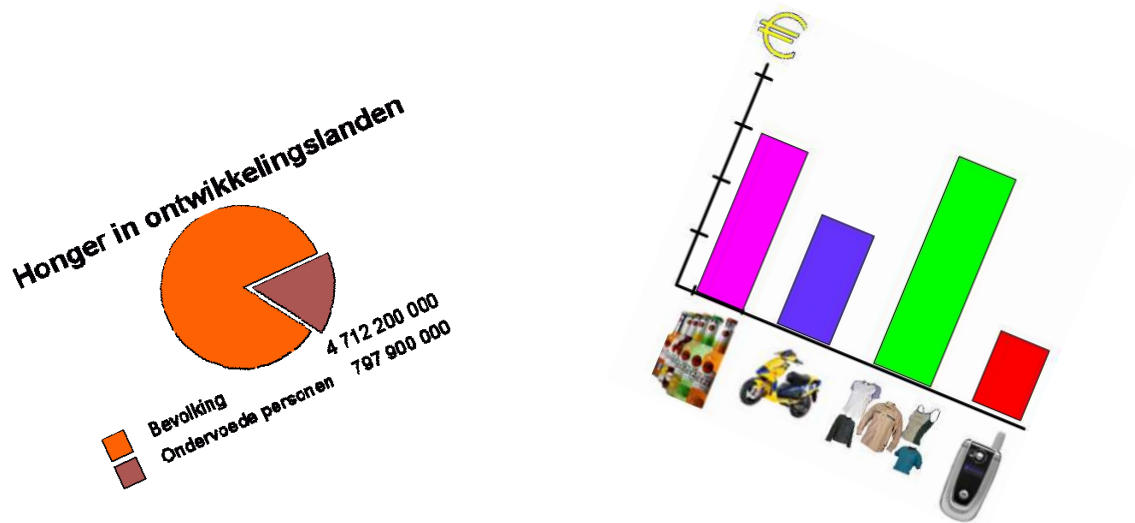 Honger in ontwikkelingslanden
Bevolking 4 712 200 000
Ondervoede personen 797 900 000
€